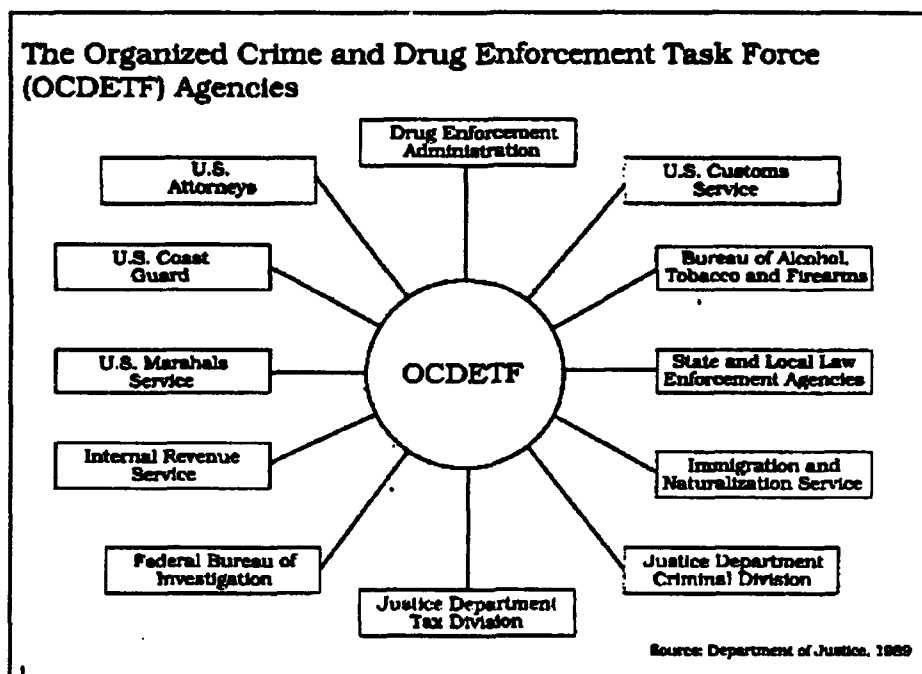 The Organized Crime and Drug Enforcement Task Force
(OCDETF) Agencies
Drug Enforcement
Administration
U.S.
Attorneys
U.S. Customs
Service
U.S. Coast
Guard
Bureau of Alcohol,
Tobacco and Firearms
U.S. Marshals
Service
OCDETF
State and Local Law
Enforcement Agencies
Internal Revenue
Service
Immigration and
Naturalization Service
Federal Bureau of
Investigation
Justice Department
Criminal Division
Justice Department
Tax Division
Source: Department of Justice, 1989